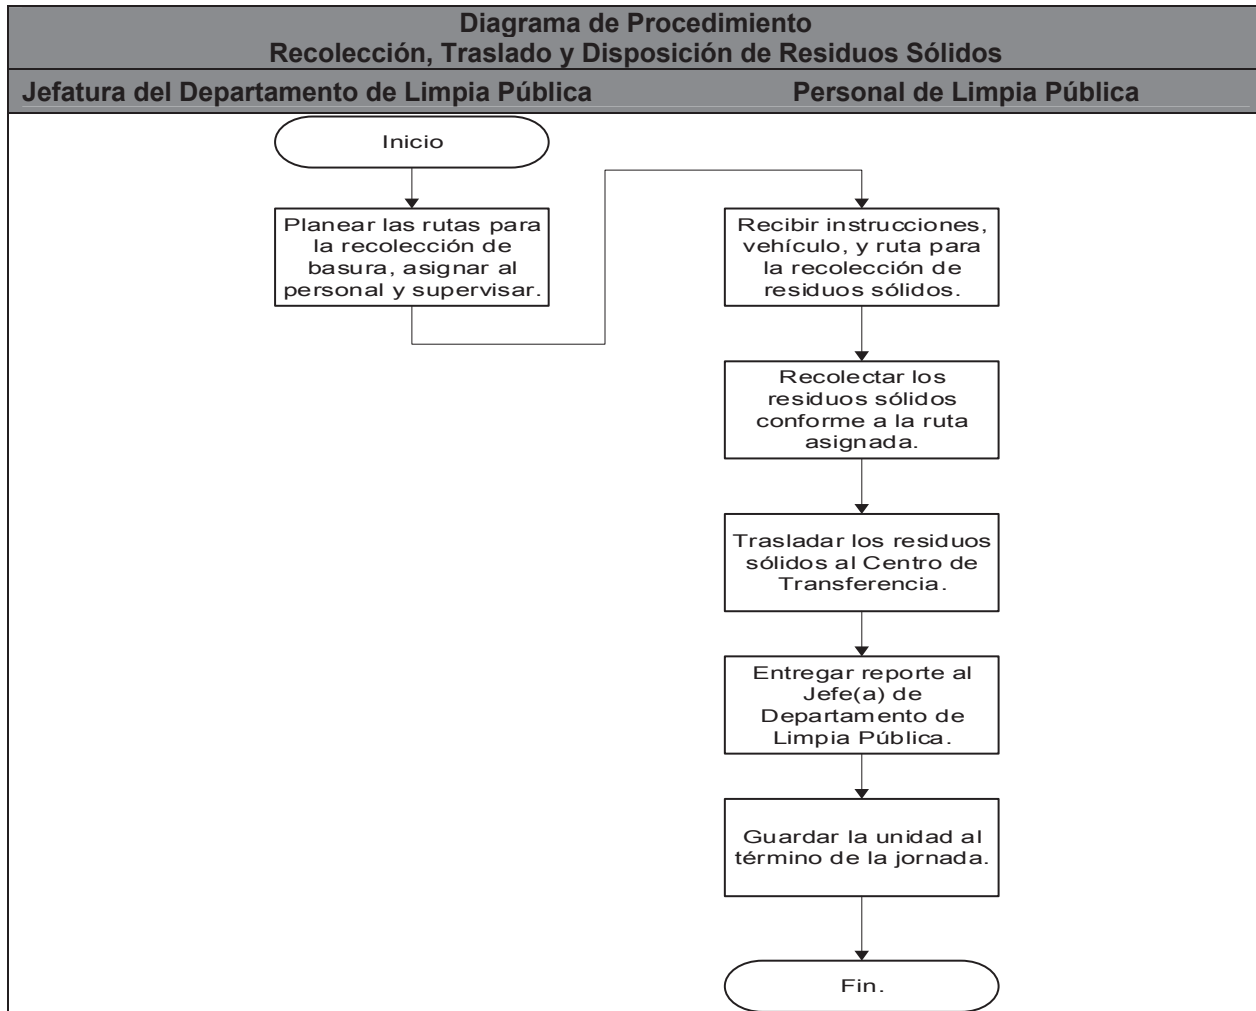 Diagrama de Procedimiento
Recolección, Traslado y Disposición de Residuos Sólidos
Jefatura del Departamento de Limpia Pública
Personal de Limpia Pública
Inicio
Planear las rutas para
la recolección de
basura, asignar al
personal y supervisar.
Recibir instrucciones,
vehículo, y ruta para
la recolección de
residuos sólidos.
Recolectar los
residuos sólidos
conforme a la ruta
asignada.
Trasladar los residuos
sólidos al Centro de
Transferencia.
Entregar reporte al
Jefe(a) de
Departamento de
Limpia Pública.
Guardar la unidad al
término de la jornada.
Fin.